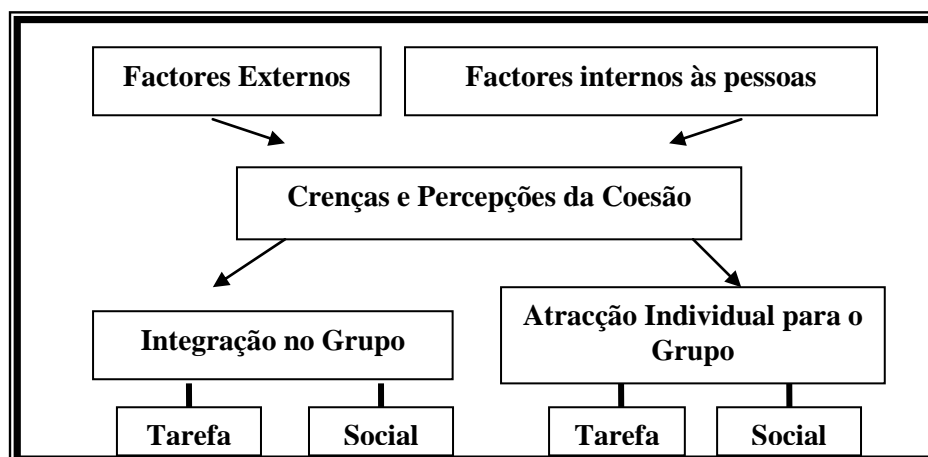 Factores Externos
Factores internos às pessoas
Crenças e Percepções da Coesão
Integração no Grupo
Atracção Individual para o
Grupo
Tarefa
Social
Tarefa
Social